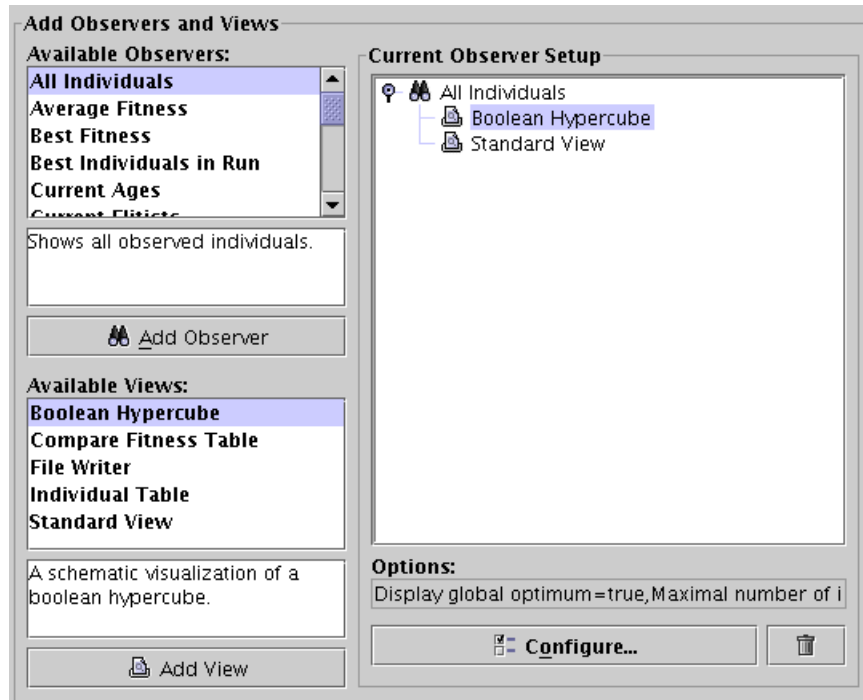 Add Observers and Views
Available Observers:
All Individuals
Average Fitness
Best Fitness
Best Individuals in Run
Current Ages
Current Elitists
Shows all observed individuals.
Add Observer
Available Views:
Boolean Hypercube
Compare Fitness Table
File Writer
Individual Table
Standard View
A schematic visualization of a
boolean hypercube.
Add View
Current Observer Setup
All Individuals
Boolean Hypercube
Standard View
Options:
Display global optimum=true,Maximal number of i
Configure...